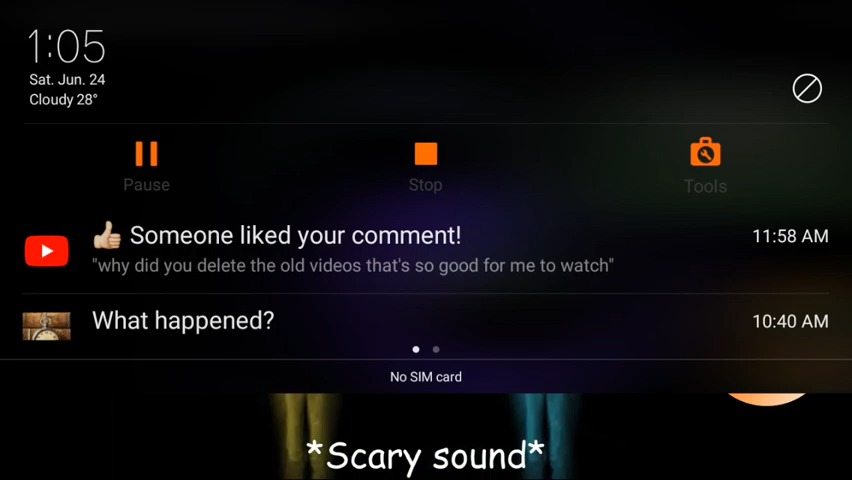 1:05
Sat. Jun. 24
Cloudy 28°
Pause
Stop
Tools
👍🏼 Someone liked your comment!
11:58 AM
"why did you delete the old videos that's so good for me to watch"
What happened?
10:40 AM
No SIM card
*Scary sound*